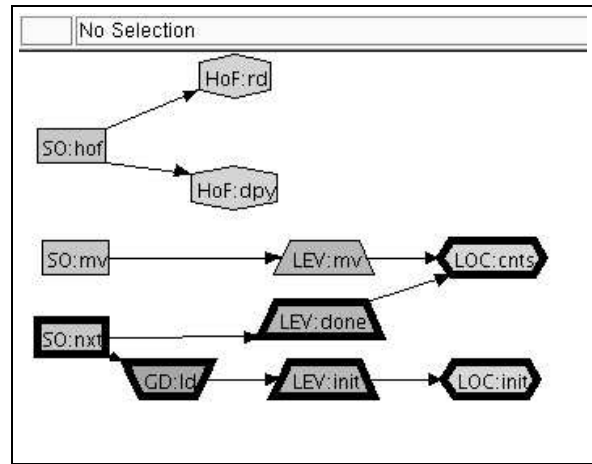 No Selection
HoF:rd
SO:hof
HoF:dpy
SO:mv
LEV:mv
LOC:cnts
LEV:done
SO:nxt
GD:ld
LEV:init
LOC:init